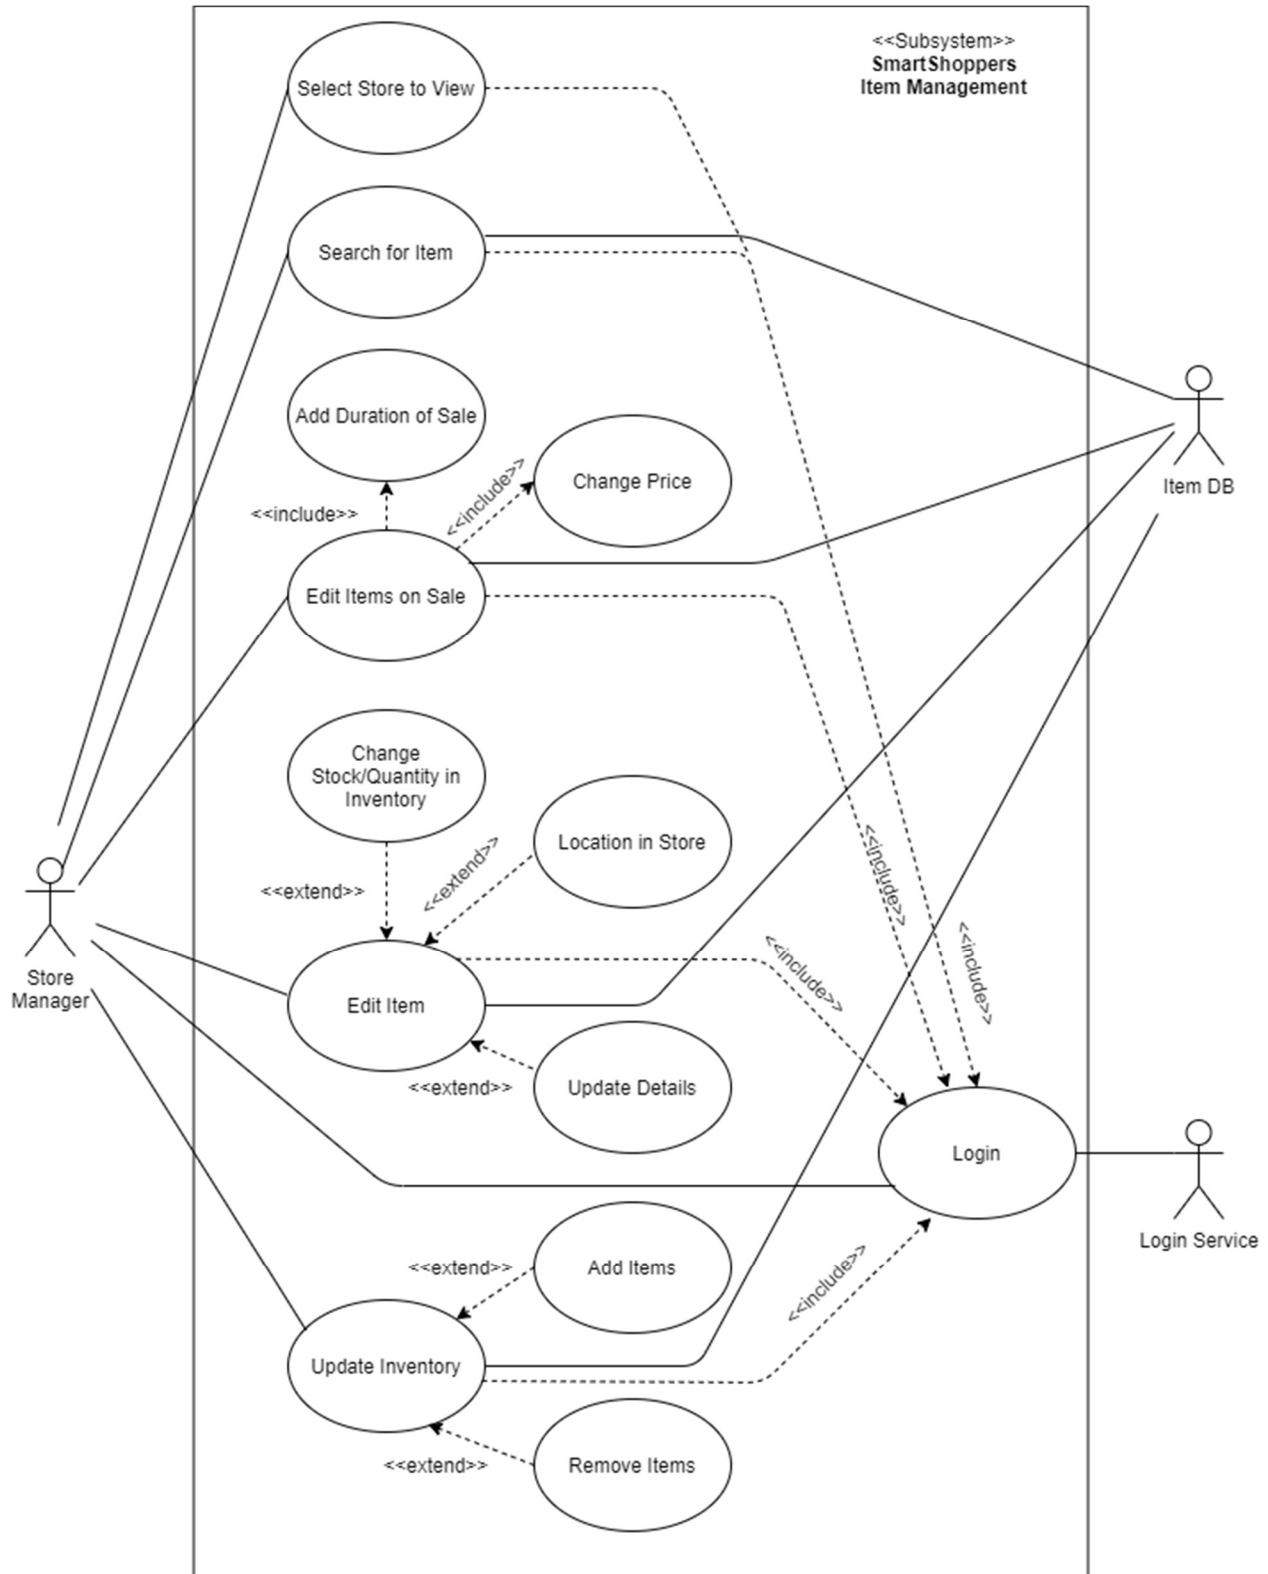 <<Subsystem>>
SmartShoppers
Item Management
Select Store to View
Search for Item
Add Duration of Sale
<<include>>
<<include>>
Change Price
Item DB
Edit Items on Sale
Change
Stock/Quantity in
Inventory
Location in Store
<<extend>>
<<extend>>
<<include>>
<<include>>
<<include>>
Store
Manager
Edit Item
<<extend>>
Update Details
Login
Login Service
<<extend>>
Add Items
<<include>>
Update Inventory
<<extend>>
Remove Items